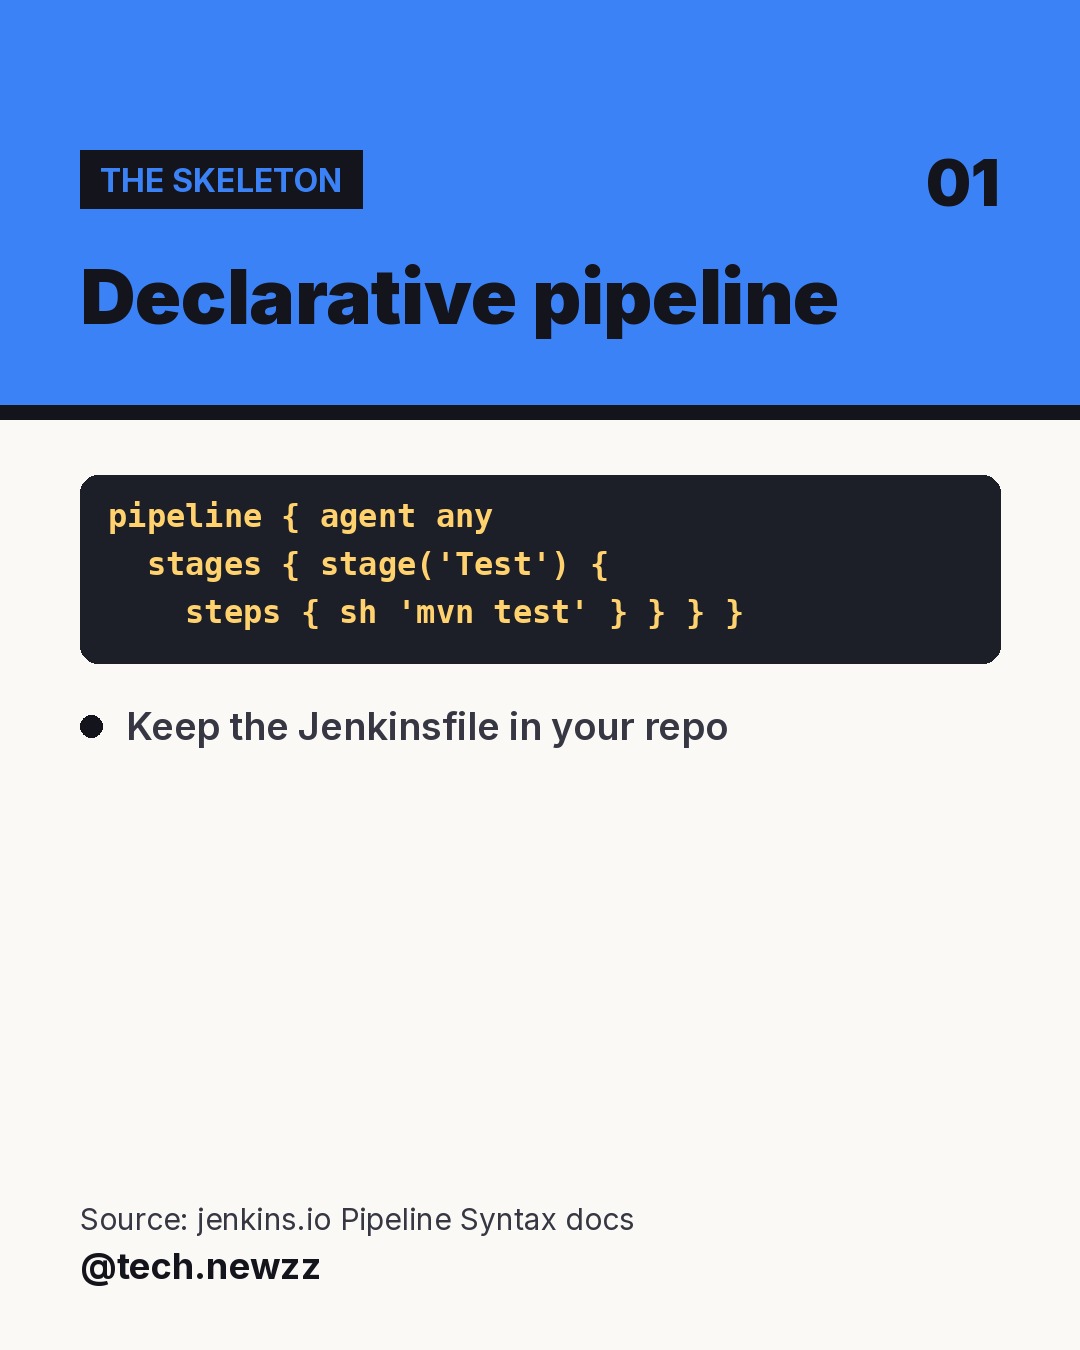 THE SKELETON
01
Declarative pipeline
pipeline { agent any
  stages { stage('Test') {
    steps { sh 'mvn test' } } } }
Keep the Jenkinsfile in your repo
Source: jenkins.io Pipeline Syntax docs
@tech.newzz